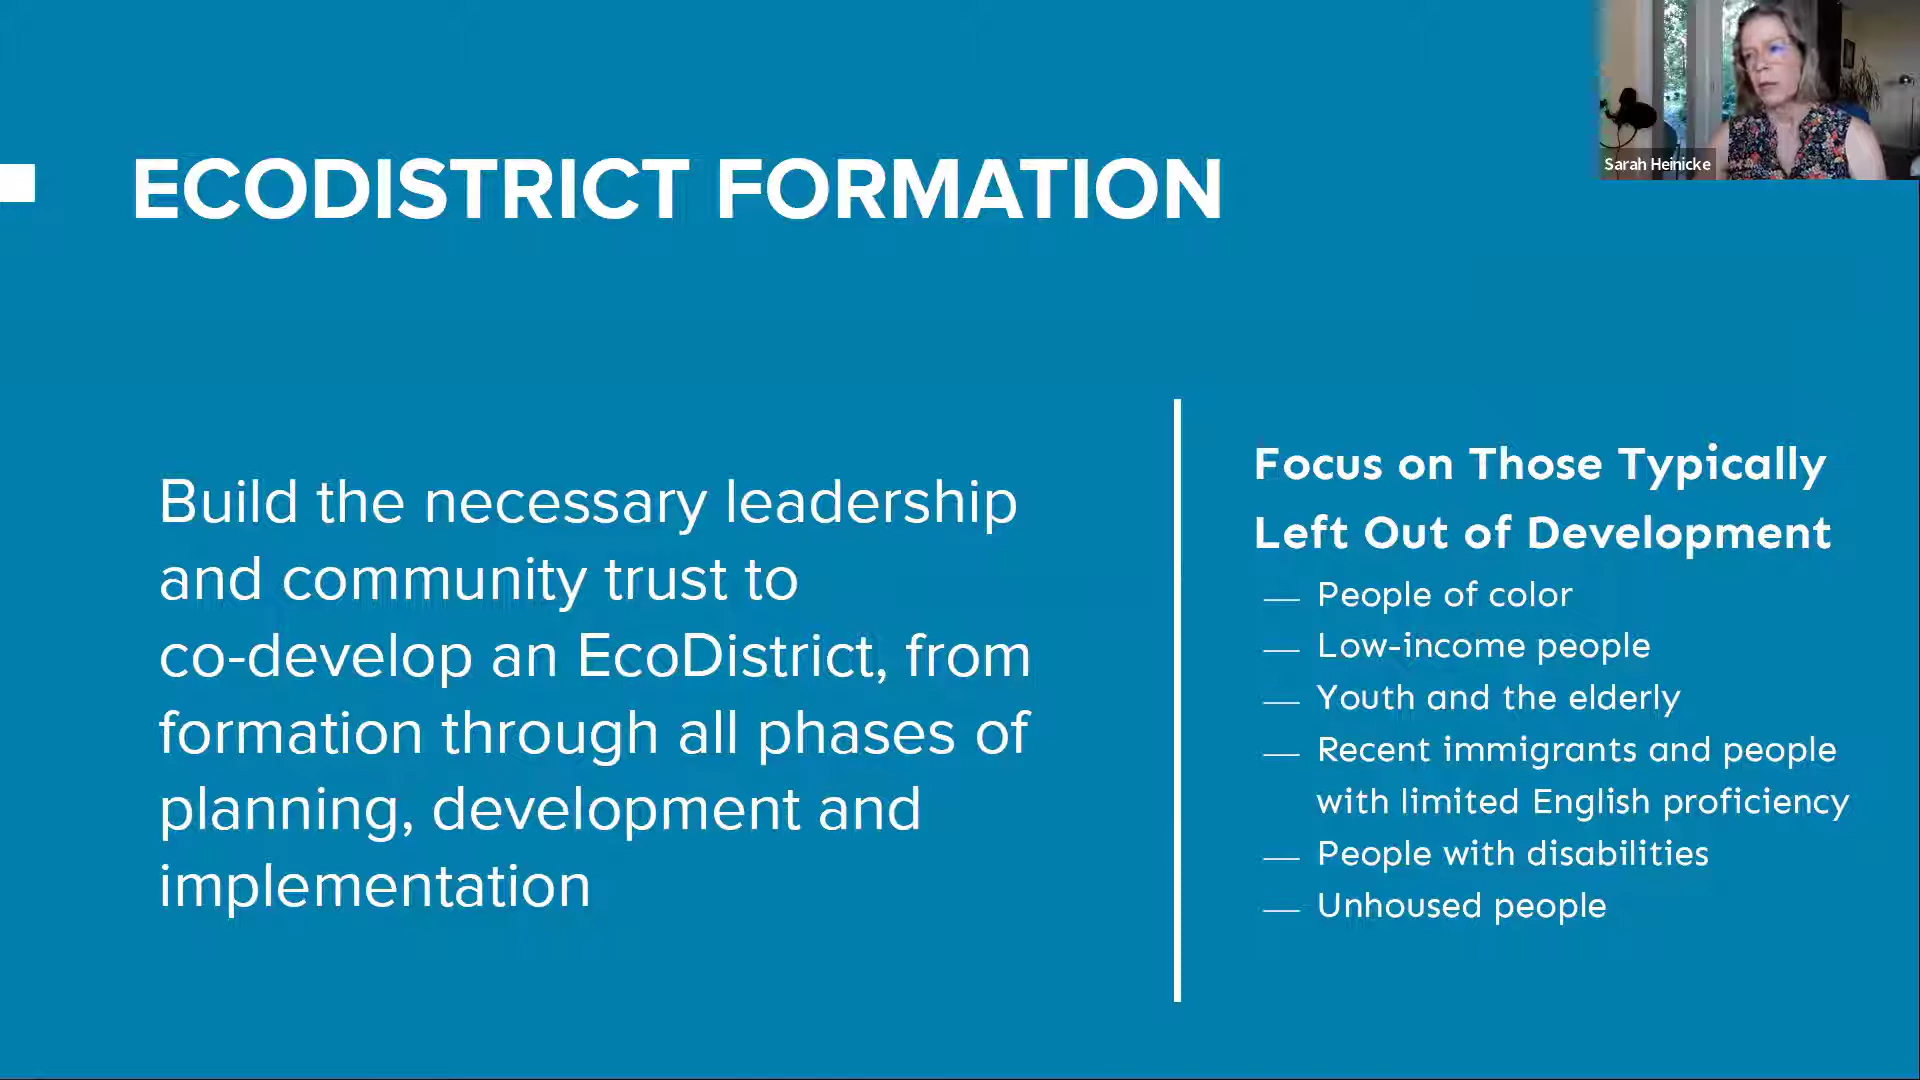 Sarah Heinicke
ECODISTRICT FORMATION
Build the necessary leadership
and community trust to
co-develop an EcoDistrict, from
formation through all phases of
planning, development and
implementation
Focus on Those Typically
Left Out of Development
— People of color
— Low-income people
— Youth and the elderly
— Recent immigrants and people
with limited English proficiency
— People with disabilities
— Unhoused people